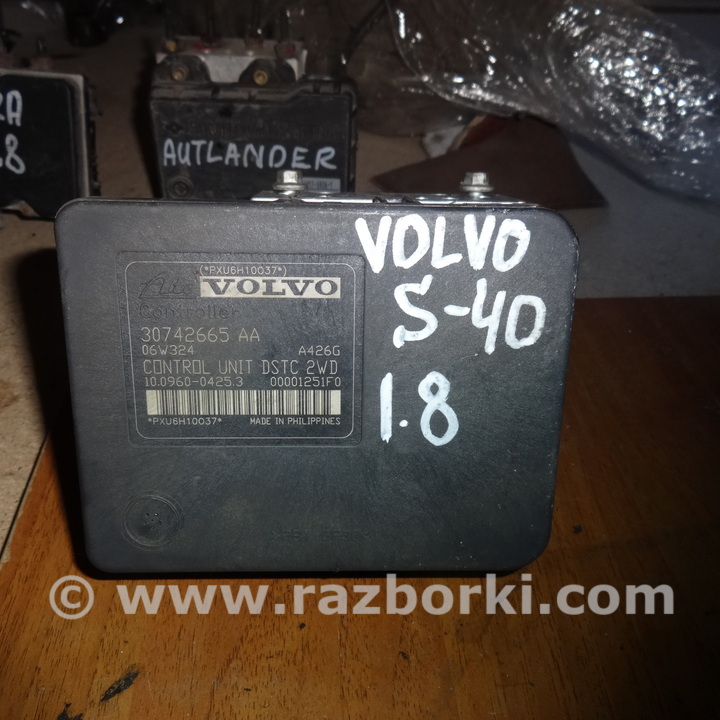 AUTLANDER
VOLVO
S-40
1.8
(*PXU6H10037*)
VOLVO
Controller
30742665 AA
06W324 A426G
CONTROL UNIT DSTC 2WD
10.0960-0425.3 00001251F0
*PXU6H10037* MADE IN PHILIPPINES
© www.razborki.com